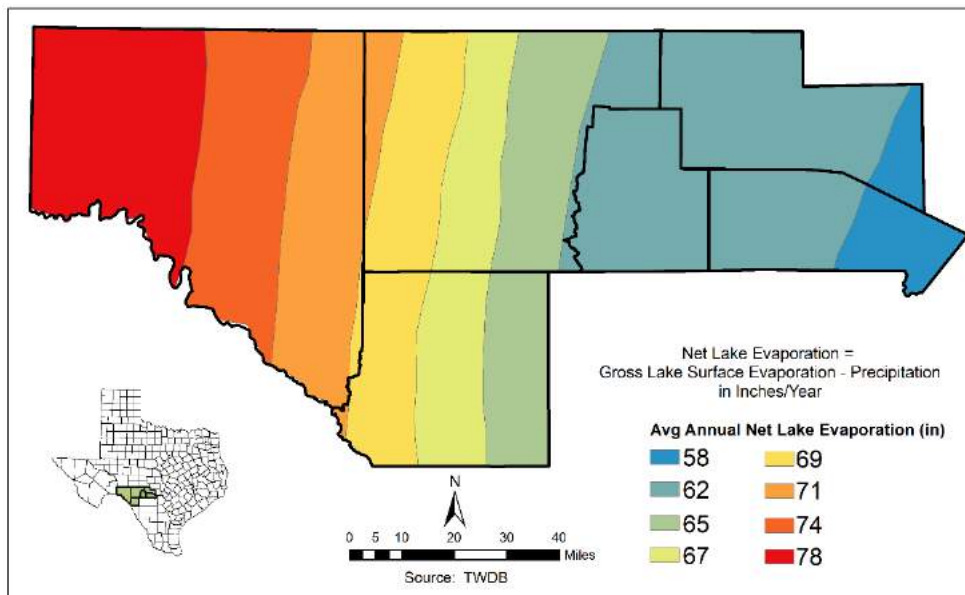 Net Lake Evaporation =
Gross Lake Surface Evaporation - Precipitation
in Inches/Year
Avg Annual Net Lake Evaporation (in)
58
62
65
67
69
71
74
78
N
0 5 10 20 30 40
Miles
Source: TWDB